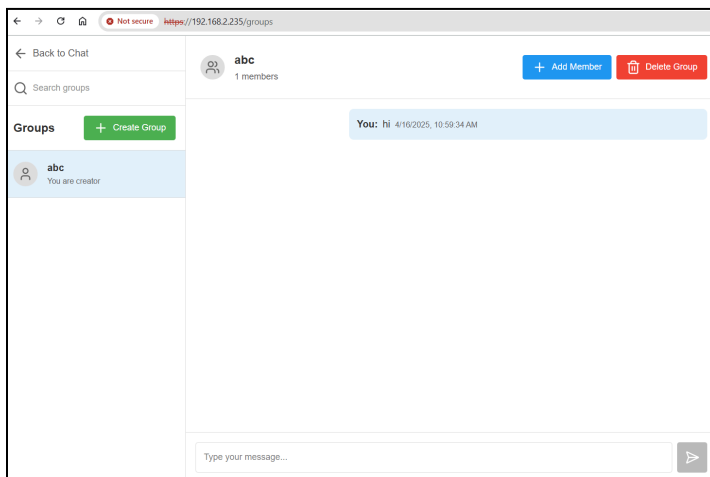 Not secure https://192.168.2.235/groups
Back to Chat
Search groups
Groups
Create Group
abc
You are creator
abc
1 members
Add Member
Delete Group
You: hi 4/16/2025, 10:59:34 AM
Type your message...